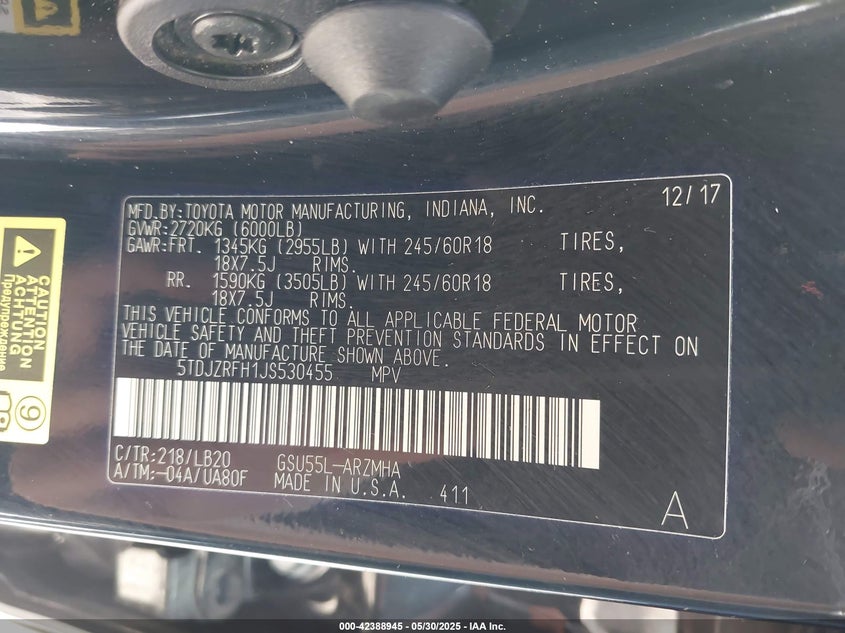 MFD.BY:TOYOTA MOTOR MANUFACTURING, INDIANA, INC. 12/17
GVWR:2720KG (6000LB)
GAWR:FRT. 1345KG (2955LB) WITH 245/60R18 TIRES,
18X7.5J RIMS.
RR. 1590KG (3505LB) WITH 245/60R18 TIRES,
18X7.5J RIMS.
THIS VEHICLE CONFORMS TO ALL APPLICABLE FEDERAL MOTOR
VEHICLE SAFETY AND THEFT PREVENTION STANDARDS IN EFFECT ON
THE DATE OF MANUFACTURE SHOWN ABOVE.
5TDJZRFH1JS530455 MPV
C/TR:218/LB20 GSU55L-ARZMHA
A/TM:-04A/UA80F MADE IN U.S.A. 411
A
CAUTION
ATTENTION
ACHTUNG
Предупреждение
9
000-42388945 - 05/30/2025 - IAA Inc.